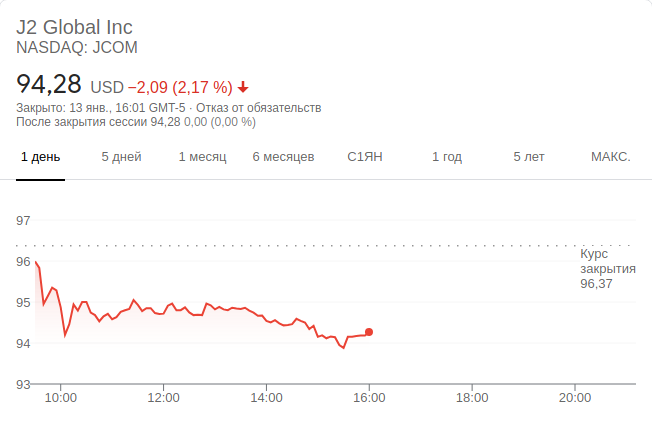 J2 Global Inc
NASDAQ: JCOM
94,28 USD −2,09 (2,17 %)
Закрыто: 13 янв., 16:01 GMT-5 · Отказ от обязательств
После закрытия сессии 94,28 0,00 (0,00 %)
1 день 5 дней 1 месяц 6 месяцев С1ЯН 1 год 5 лет МАКС.
97
Курс
закрытия
96,37
96
95
94
93
10:00 12:00 14:00 16:00 18:00 20:00